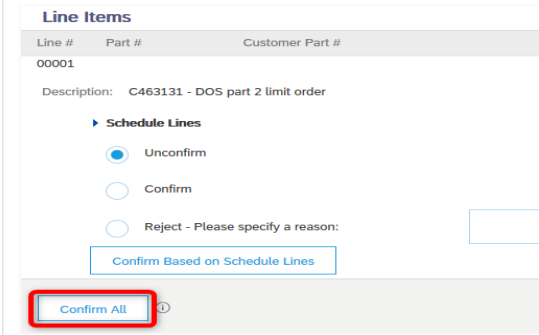 Line Items
Line # Part # Customer Part #
00001
Description: C463131 - DOS part 2 limit order
Schedule Lines
Unconfirm
Confirm
Reject - Please specify a reason:
Confirm Based on Schedule Lines
Confirm All